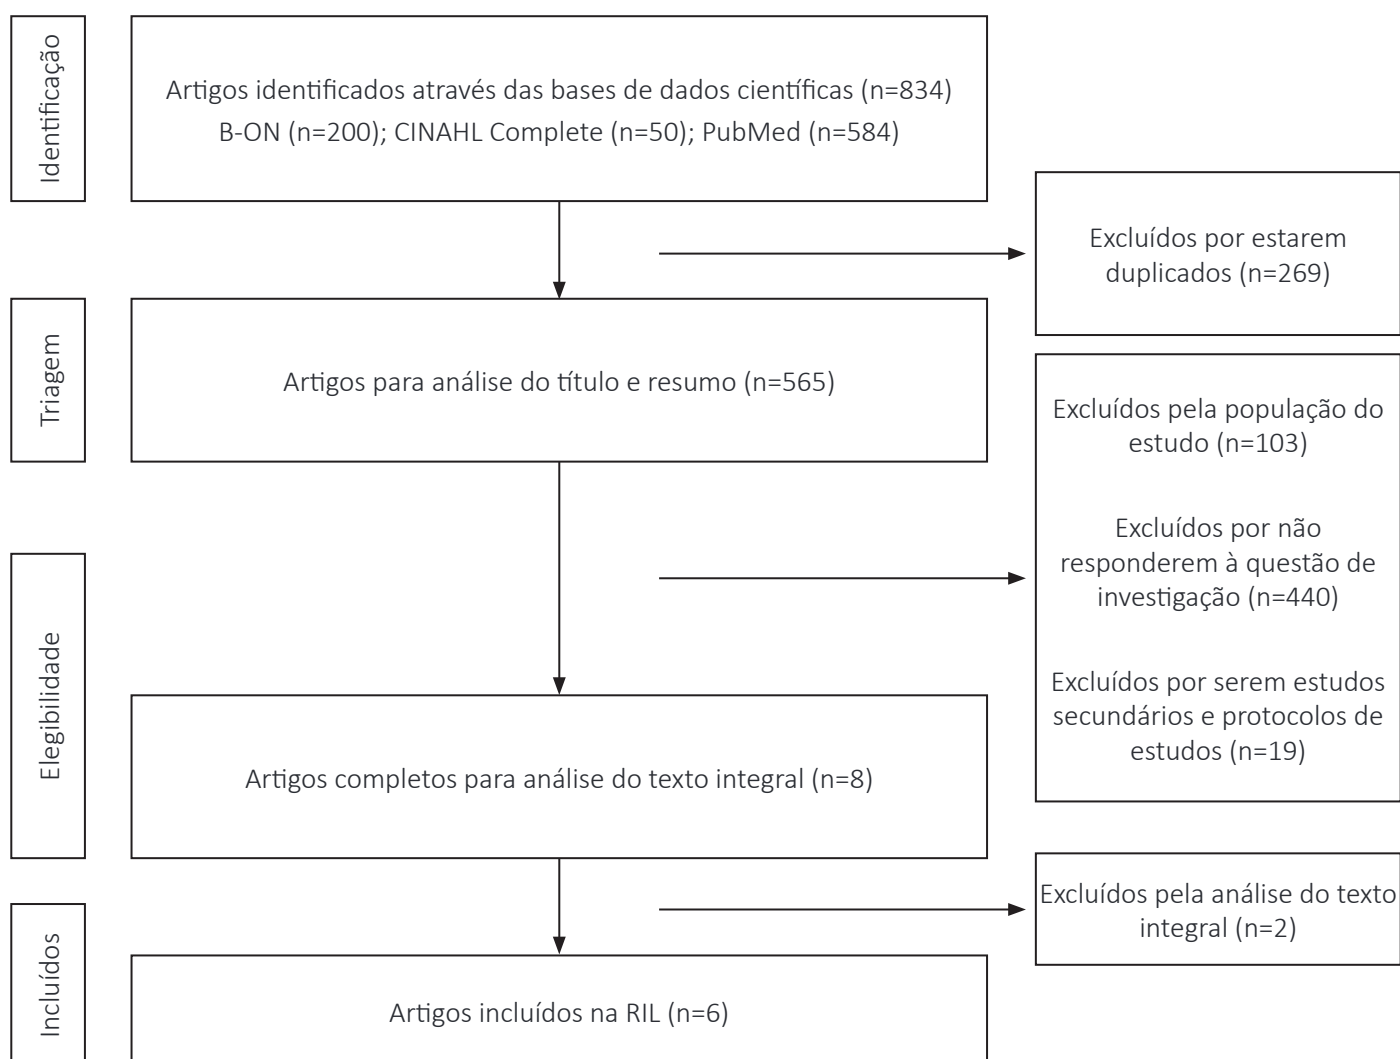 Identificação
Artigos identificados através das bases de dados científicas (n=834)
B-ON (n=200); CINAHL Complete (n=50); PubMed (n=584)
Excluídos por estarem
duplicados (n=269)
Triagem
Artigos para análise do título e resumo (n=565)
Excluídos pela população do
estudo (n=103)
Excluídos por não
responderem à questão de
investigação (n=440)
Excluídos por serem estudos
secundários e protocolos de
estudos (n=19)
Elegibilidade
Artigos completos para análise do texto integral (n=8)
Excluídos pela análise do texto
integral (n=2)
Incluídos
Artigos incluídos na RIL (n=6)